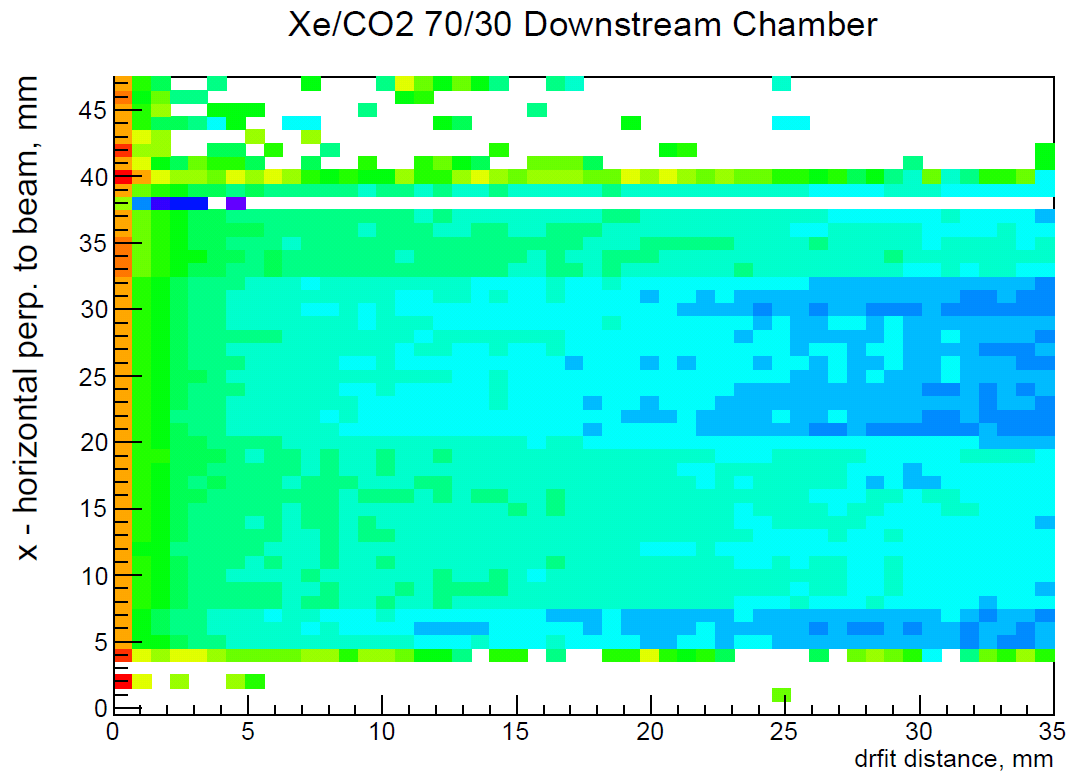 Xe/CO2 70/30 Downstream Chamber
x - horizontal perp. to beam, mm
45
40
35
30
25
20
15
10
5
0
0 5 10 15 20 25 30 35
drfit distance, mm